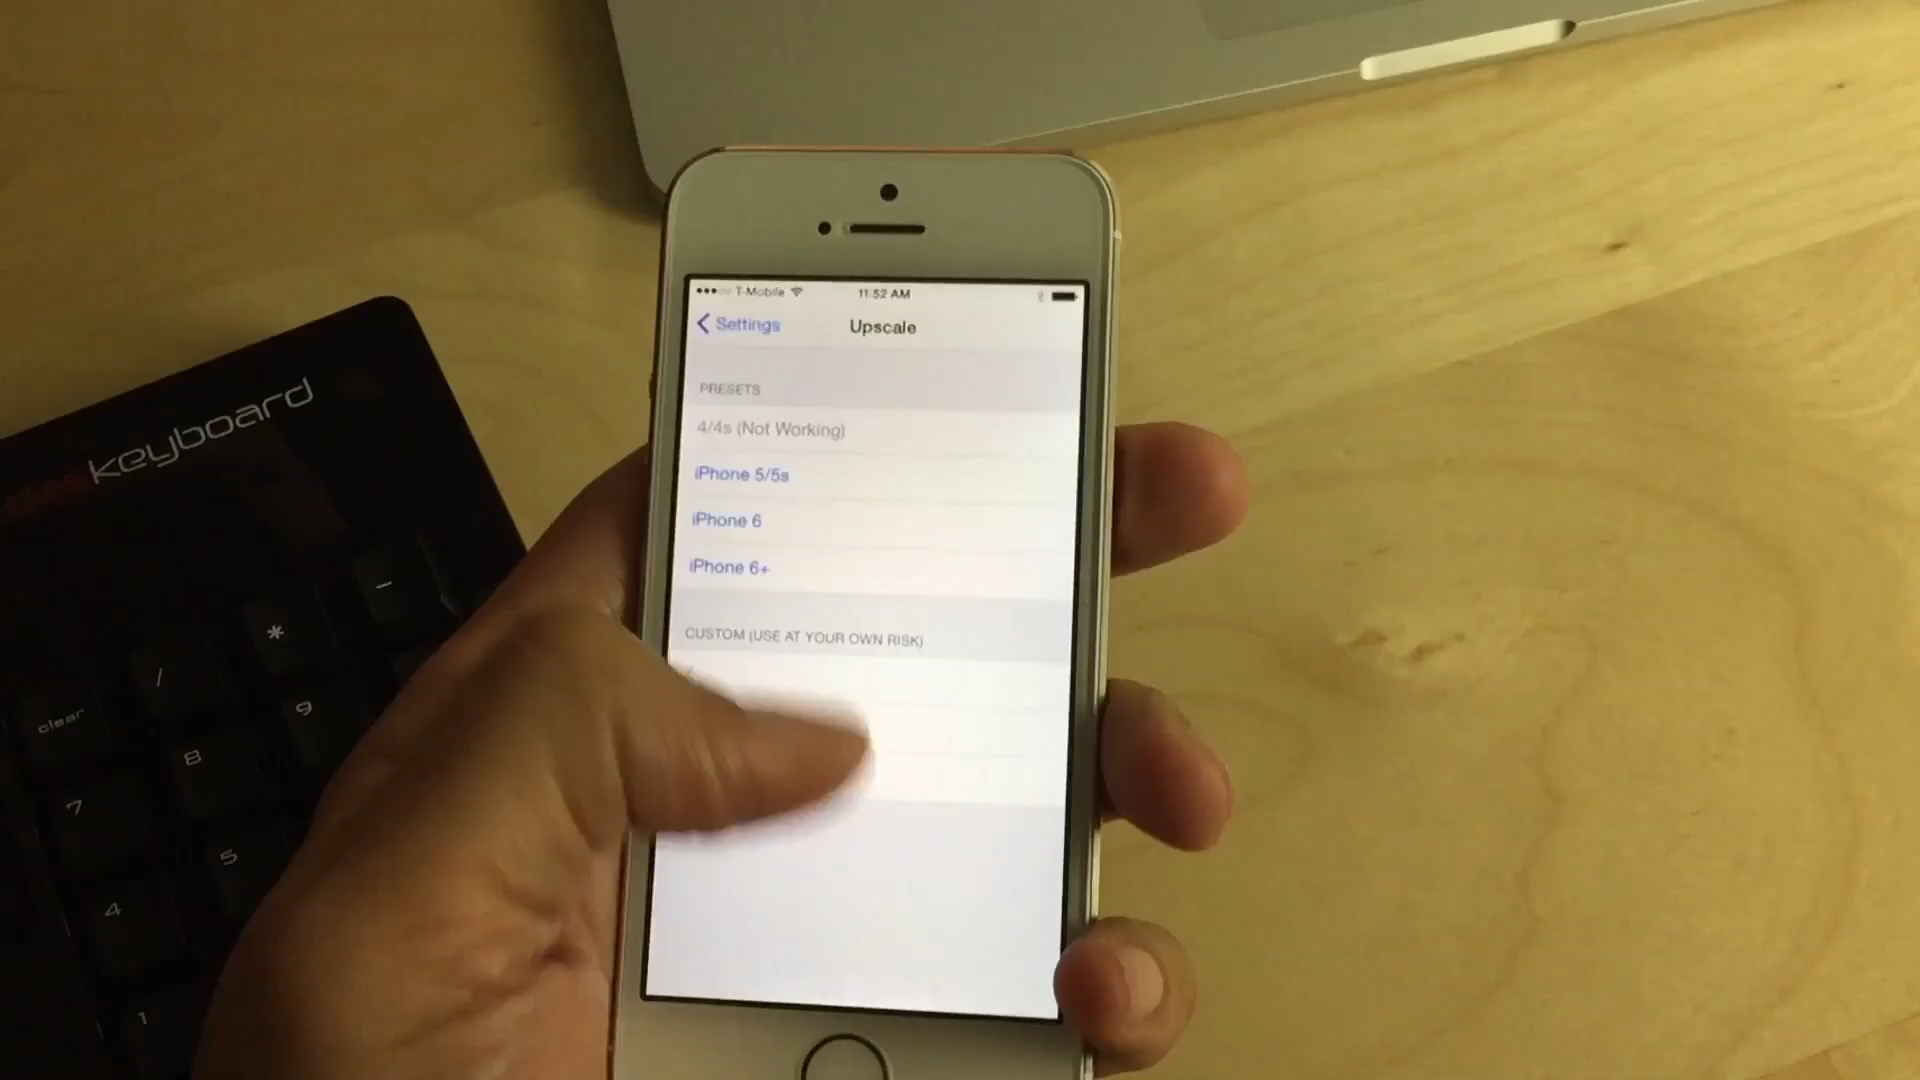 T-Mobile
11:52 AM
Settings
Upscale
PRESETS
4/4s (Not Working)
iPhone 5/5s
iPhone 6
iPhone 6+
CUSTOM (USE AT YOUR OWN RISK)
keyboard
–
*
/
clear
9
8
7
5
4
1